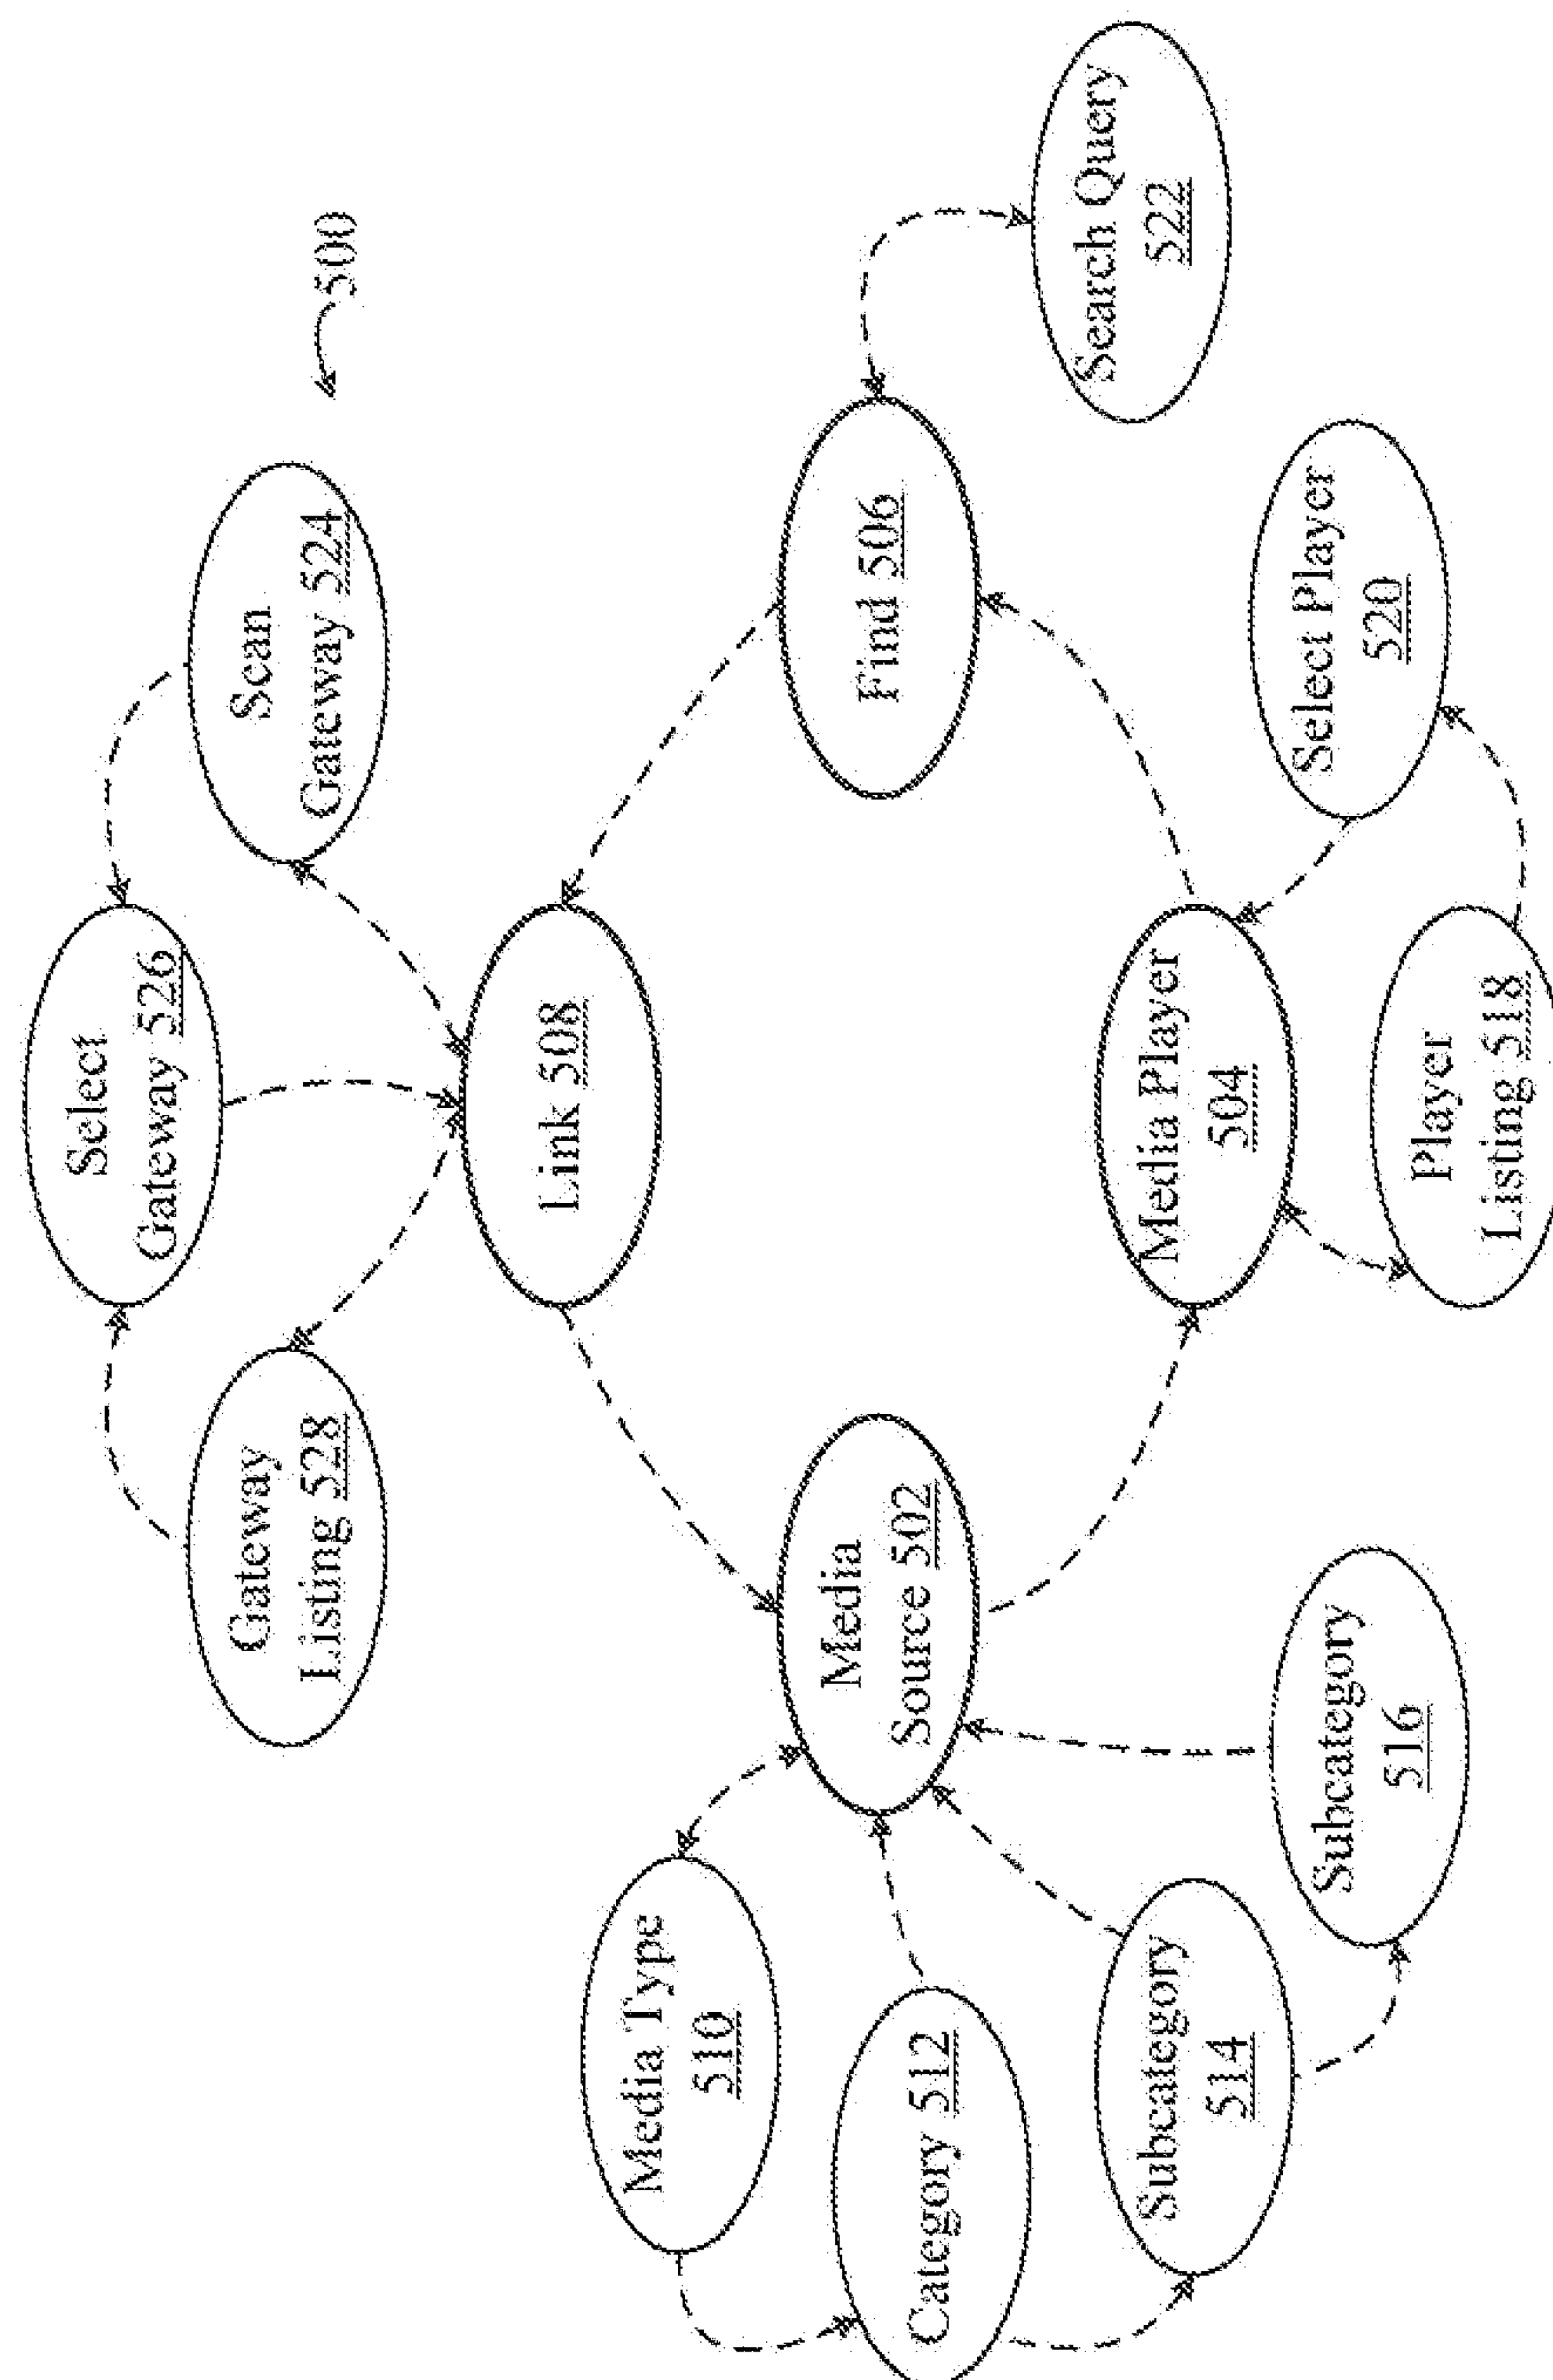 500
Select
Gateway 526
Gateway
Listing 528
Scan
Gateway 524
Link 508
Media Type
510
Media
Source 502
Find 506
Category 512
Subcategory
514
Media Player
504
Search Query
522
Subcategory
516
Player
Listing 518
Select Player
520